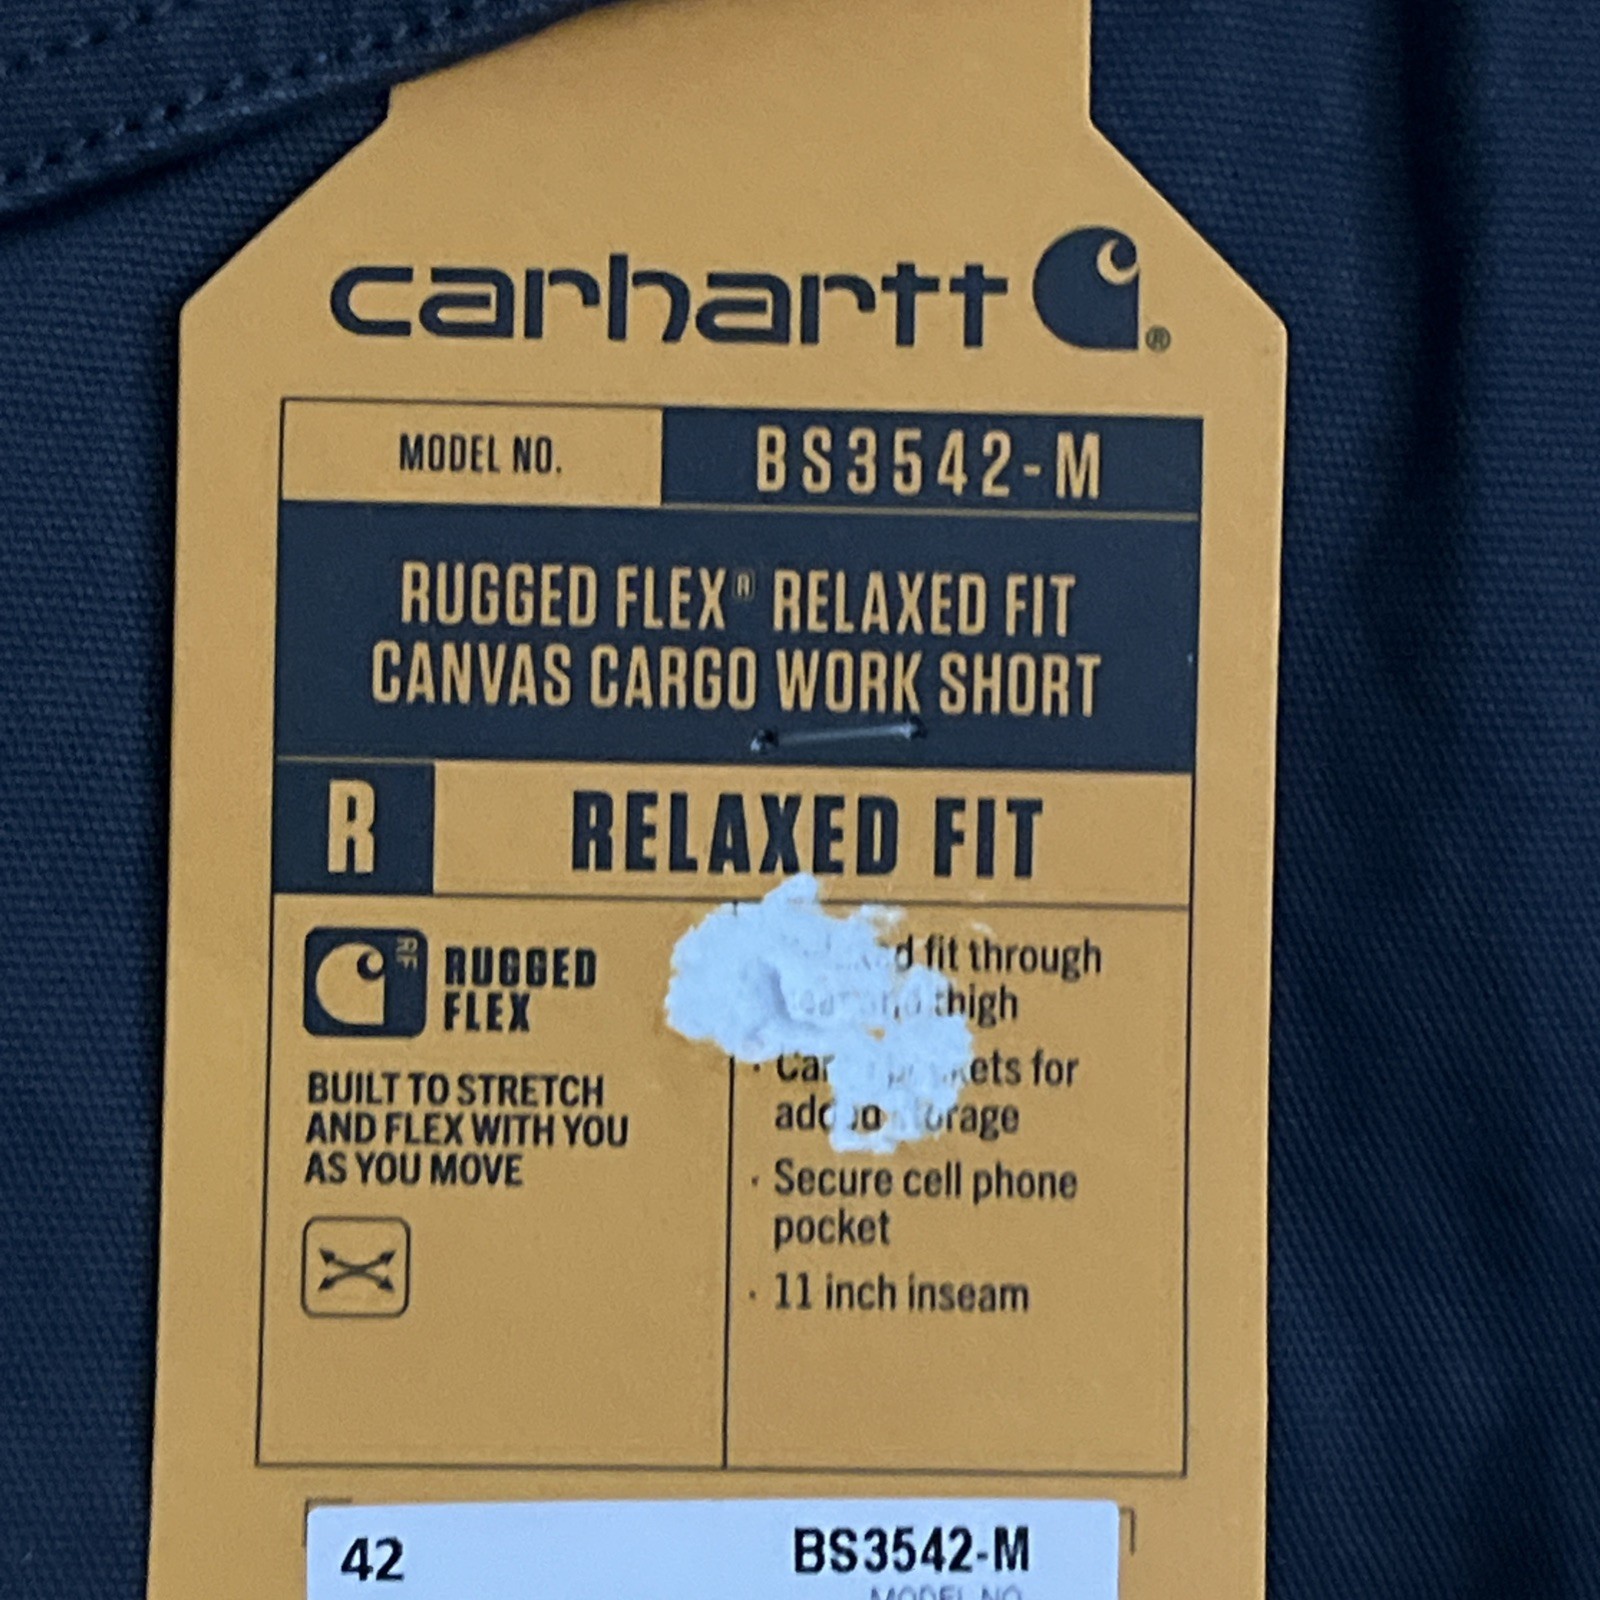 carhartt
MODEL NO. BS3542-M
RUGGED FLEX® RELAXED FIT
CANVAS CARGO WORK SHORT
R RELAXED FIT
RF
RUGGED
FLEX
BUILT TO STRETCH
AND FLEX WITH YOU
AS YOU MOVE
fit through
thigh
for
· Secure cell phone
pocket
· 11 inch inseam
42 BS3542-M
MODEL NO.